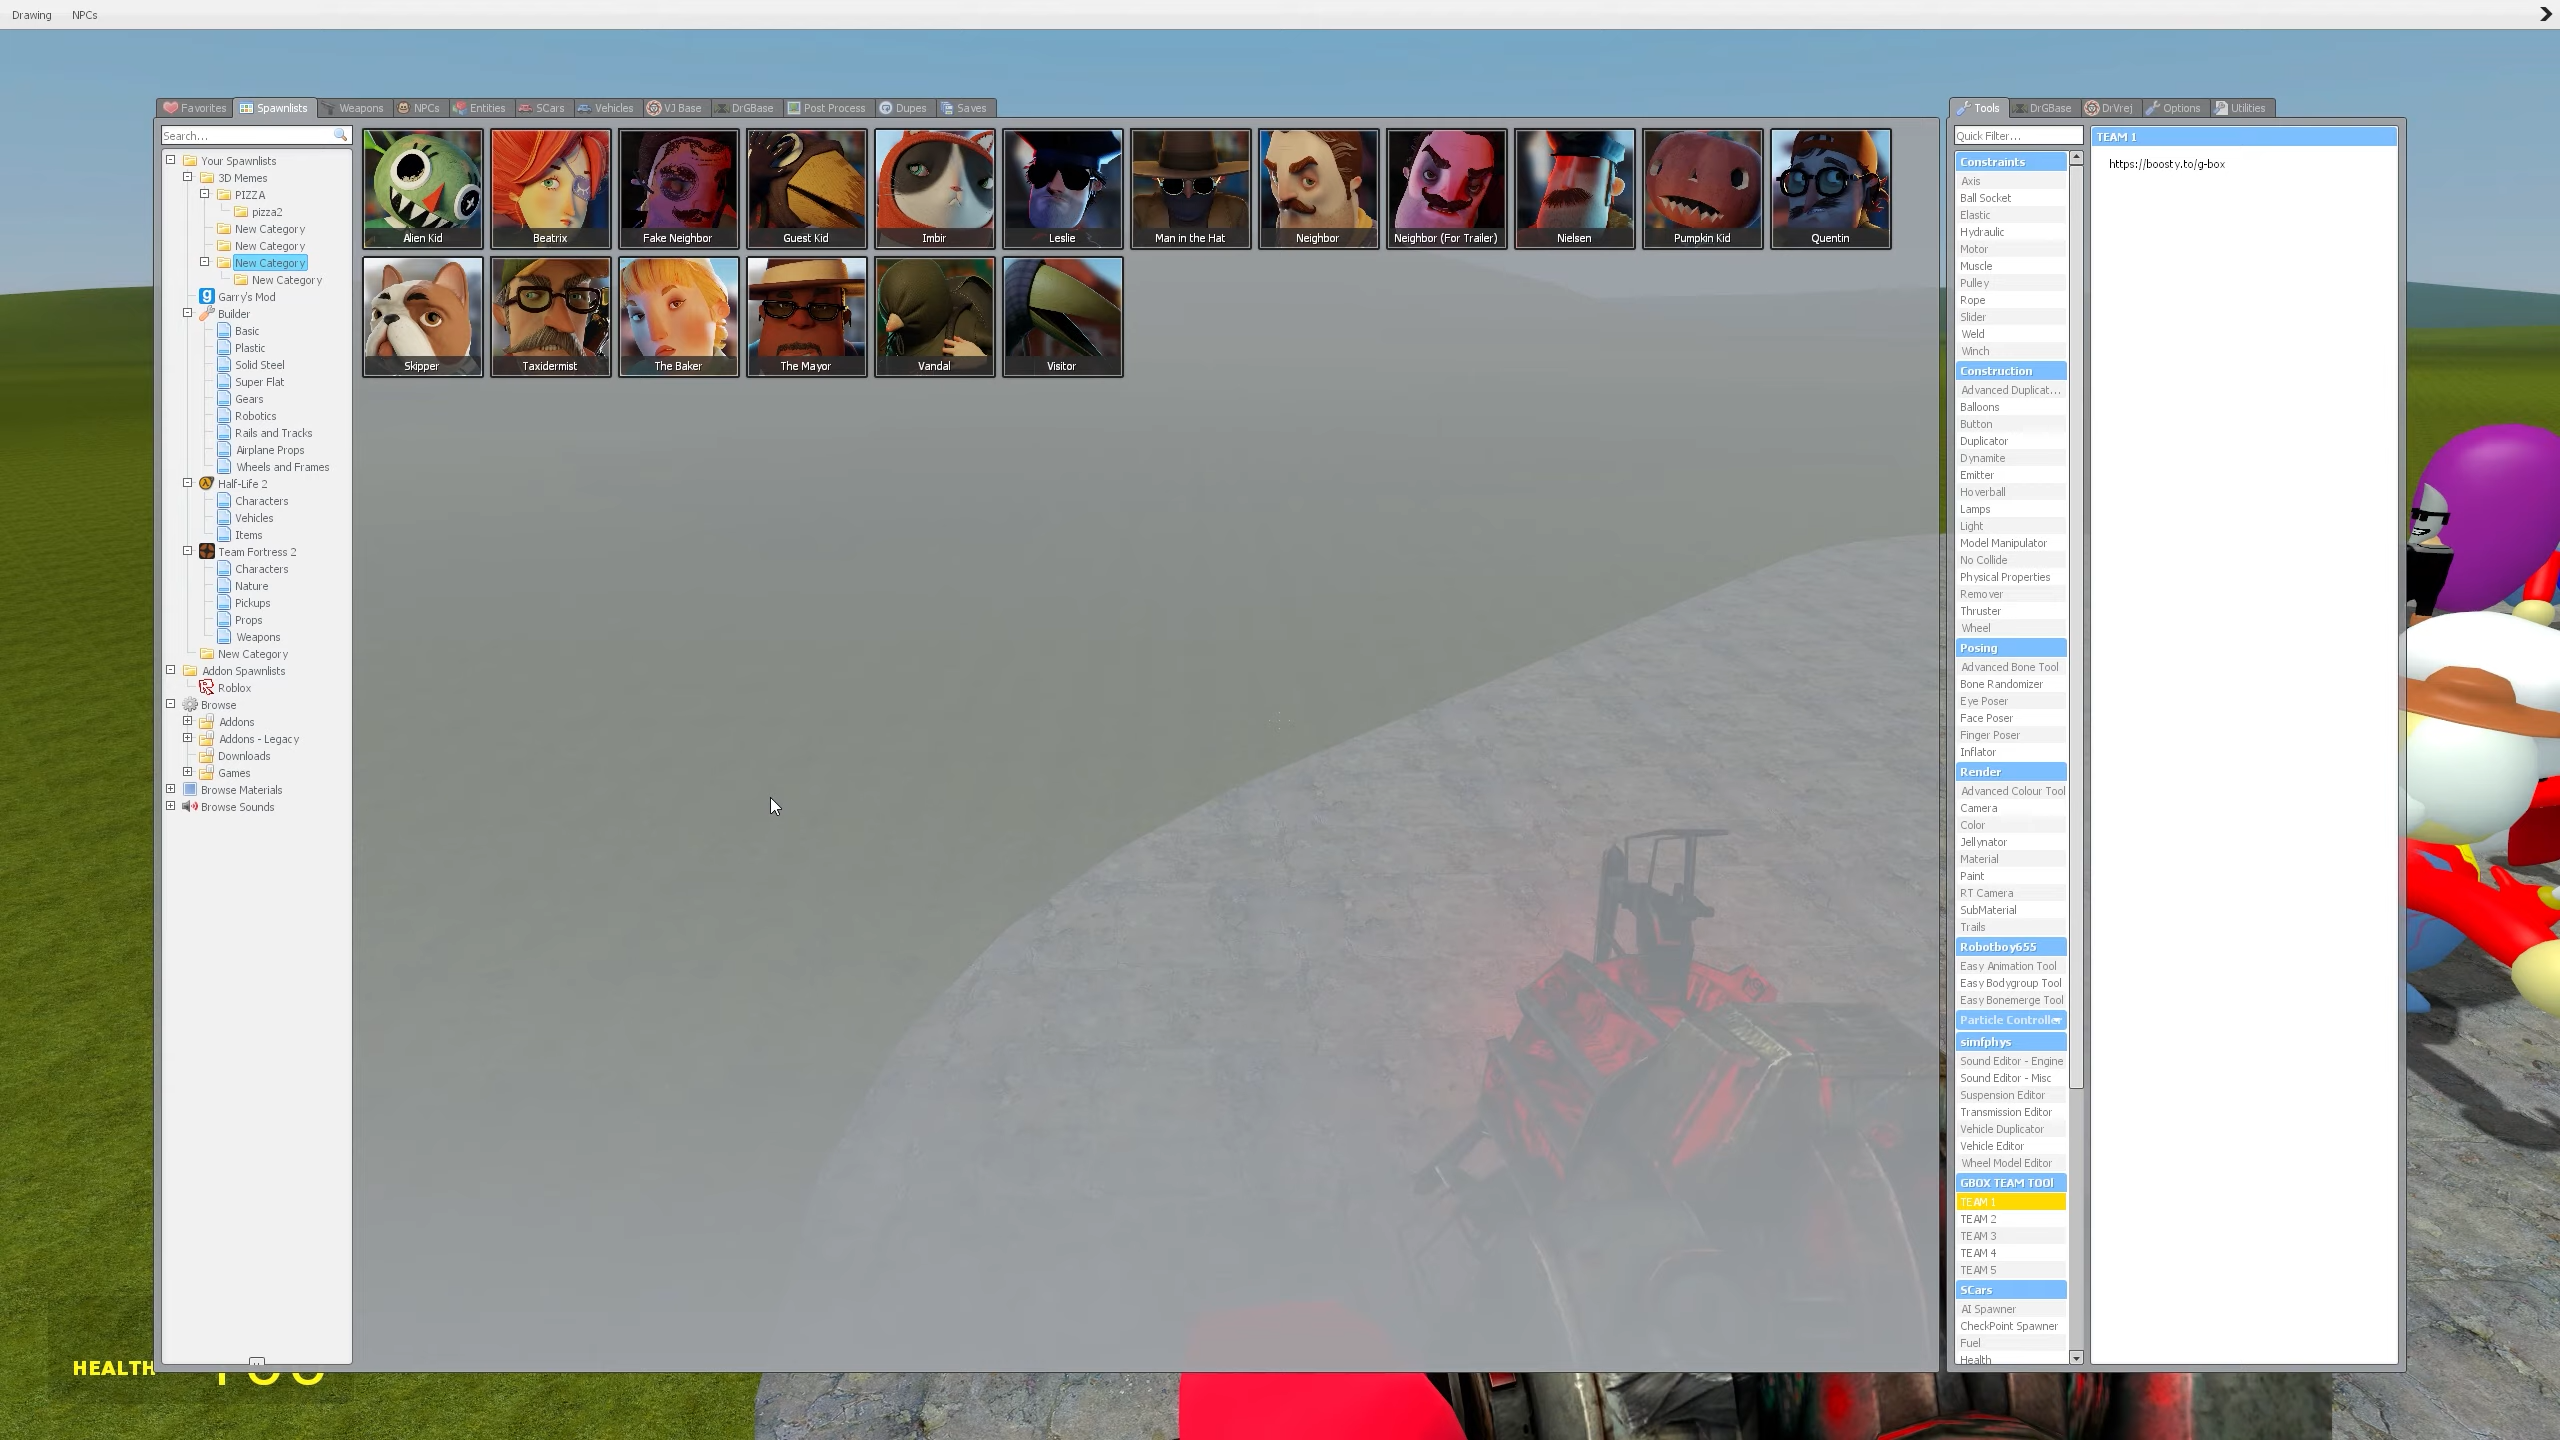 Drawing NPCs
Favorites Spawnlists Weapons NPCs Entities SCars Vehicles VJ Base DrGBase Post Process Dupes Saves
Search...
Your Spawnlists
3D Memes
PIZZA
pizza2
New Category
New Category
New Category
New Category
Garry's Mod
Builder
Basic
Plastic
Solid Steel
Super Flat
Gears
Robotics
Rails and Tracks
Airplane Props
Wheels and Frames
Half-Life 2
Characters
Vehicles
Items
Team Fortress 2
Characters
Nature
Pickups
Props
Weapons
New Category
Addon Spawnlists
Roblox
Browse
Addons
Addons - Legacy
Downloads
Games
Browse Materials
Browse Sounds
Alien Kid Beatrix Fake Neighbor Guest Kid Imbir Leslie Man in the Hat Neighbor Neighbor (For Trailer) Nielsen Pumpkin Kid Quentin
Skipper Taxidermist The Baker The Mayor Vandal Visitor
Tools DrGBase DrVrej Options Utilities
Quick Filter...
Constraints
Axis
Ball Socket
Elastic
Hydraulic
Motor
Muscle
Pulley
Rope
Slider
Weld
Winch
Construction
Advanced Duplicat...
Balloons
Button
Duplicator
Dynamite
Emitter
Hoverball
Lamps
Light
Model Manipulator
No Collide
Physical Properties
Remover
Thruster
Wheel
Posing
Advanced Bone Tool
Bone Randomizer
Eye Poser
Face Poser
Finger Poser
Inflator
Render
Advanced Colour Tool
Camera
Color
Jellynator
Material
Paint
RT Camera
SubMaterial
Trails
Robotboy655
Easy Animation Tool
Easy Bodygroup Tool
Easy Bonemerge Tool
Particle Controller
simfphys
Sound Editor - Engine
Sound Editor - Misc
Suspension Editor
Transmission Editor
Vehicle Duplicator
Vehicle Editor
Wheel Model Editor
GBOX TEAM TOOl
TEAM 1
TEAM 2
TEAM 3
TEAM 4
TEAM 5
SCars
AI Spawner
CheckPoint Spawner
Fuel
Health
TEAM 1
https://boosty.to/g-box
HEALTH 100